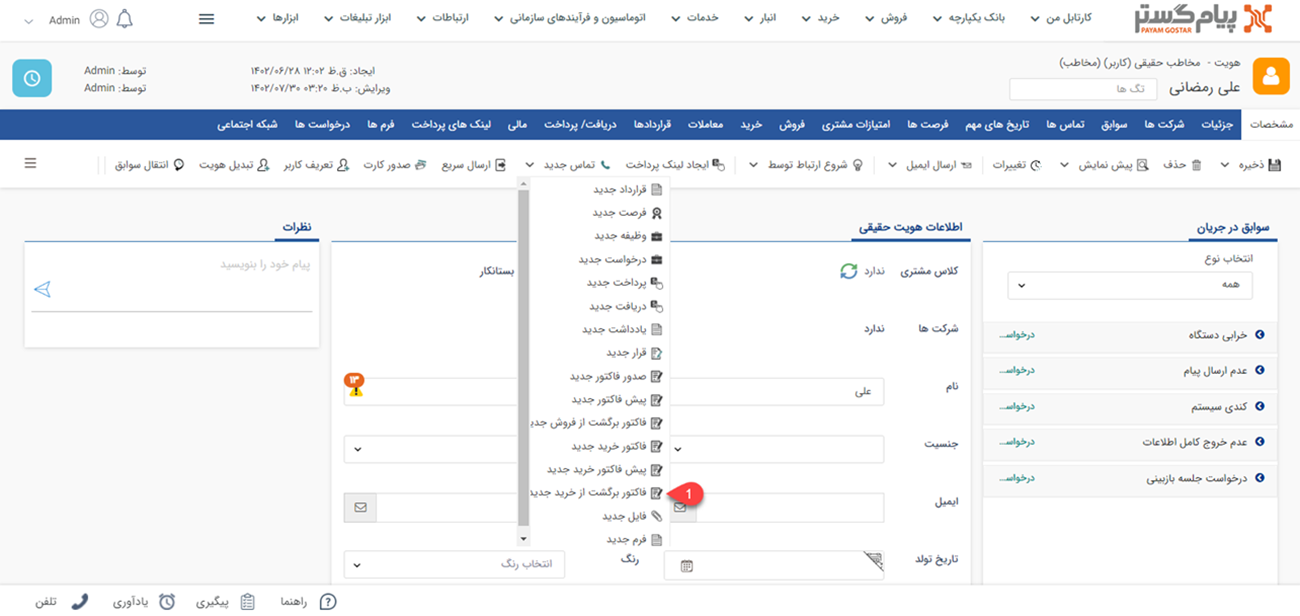 پیام گستر
PAYAM GOSTAR
کارتابل من
بانک یکپارچه
فروش
خرید
انبار
خدمات
اتوماسیون و فرآیندهای سازمانی
ارتباطات
ابزار تبلیغات
ابزارها
Admin
هویت - مخاطب حقیقی (کاربر) (مخاطب)
علی رمضانی
تگ ها
ایجاد: ق.ظ ۱۲:۰۲ ۱۴۰۲/۰۶/۲۸
توسط: Admin
ویرایش: ب.ظ ۰۳:۲۰ ۱۴۰۲/۰۷/۳۰
توسط: Admin
مشخصات
جزئیات
شرکت ها
سوابق
تماس ها
تاریخ های مهم
فرصت ها
امتیازات مشتری
فروش
خرید
معاملات
قراردادها
دریافت/ پرداخت
مالی
لینک های پرداخت
فرم ها
درخواست ها
شبکه اجتماعی
ذخیره
حذف
پیش نمایش
تغییرات
ارسال ایمیل
شروع ارتباط توسط
ایجاد لینک پرداخت
تماس جدید
ارسال سریع
صدور کارت
تعریف کاربر
تبدیل هویت
انتقال سوابق
سوابق در جریان
انتخاب نوع
همه
خرابی دستگاه
درخواس...
عدم ارسال پیام
درخواس...
کندی سیستم
درخواس...
عدم خروج کامل اطلاعات
درخواس...
درخواست جلسه بازبینی
درخواس...
اطلاعات هویت حقیقی
کلاس مشتری
ندارد
بستانکار
شرکت ها
ندارد
نام
علی
۱۳
جنسیت
ایمیل
تاریخ تولد
رنگ
انتخاب رنگ
قرارداد جدید
فرصت جدید
وظیفه جدید
درخواست جدید
پرداخت جدید
دریافت جدید
یادداشت جدید
قرار جدید
صدور فاکتور جدید
پیش فاکتور جدید
فاکتور برگشت از فروش جدید
فاکتور خرید جدید
پیش فاکتور خرید جدید
فاکتور برگشت از خرید جدید
1
فایل جدید
فرم جدید
نظرات
پیام خود را بنویسید
راهنما
پیگیری
یادآوری
تلفن